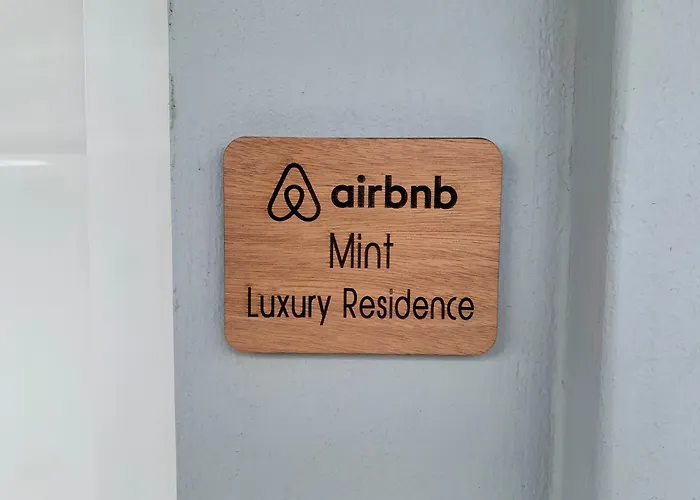 airbnb
Mint
Luxury Residence